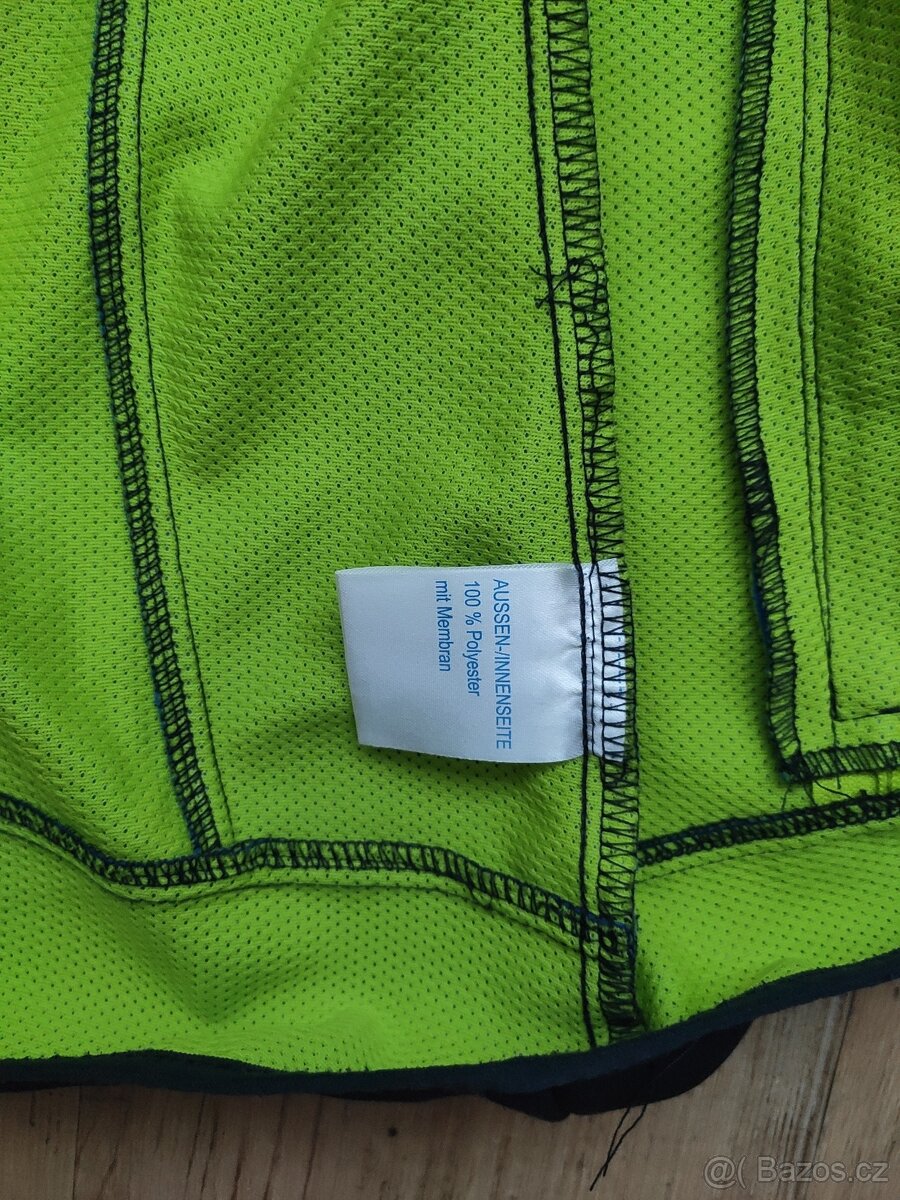 AUSSEN-/INNENSEITE
100 % Polyester
mit Membran
@( Bazos.cz